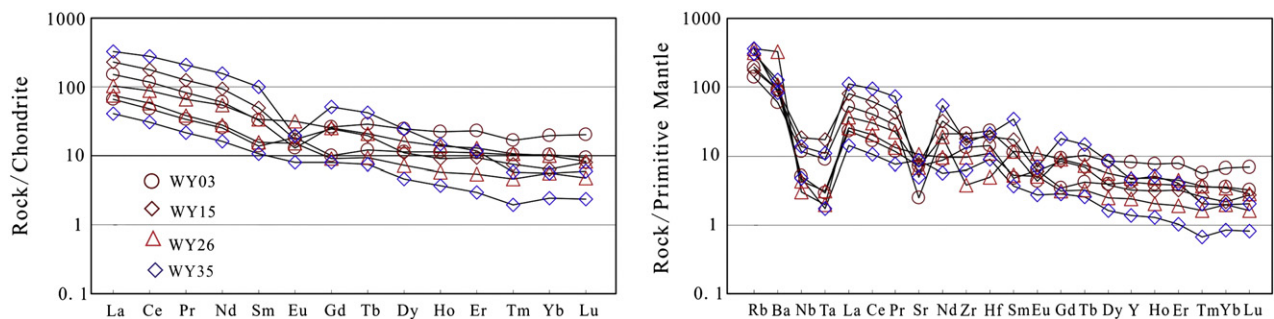 1000
100
10
1
0.1
Rock/Chondrite
WY03
WY15
WY26
WY35
La Ce Pr Nd Sm Eu Gd Tb Dy Ho Er Tm Yb Lu
1000
100
10
1
0.1
Rock/Primitive Mantle
Rb Ba Nb Ta La Ce Pr Sr Nd Zr Hf Sm Eu Gd Tb Dy Y Ho Er Tm Yb Lu